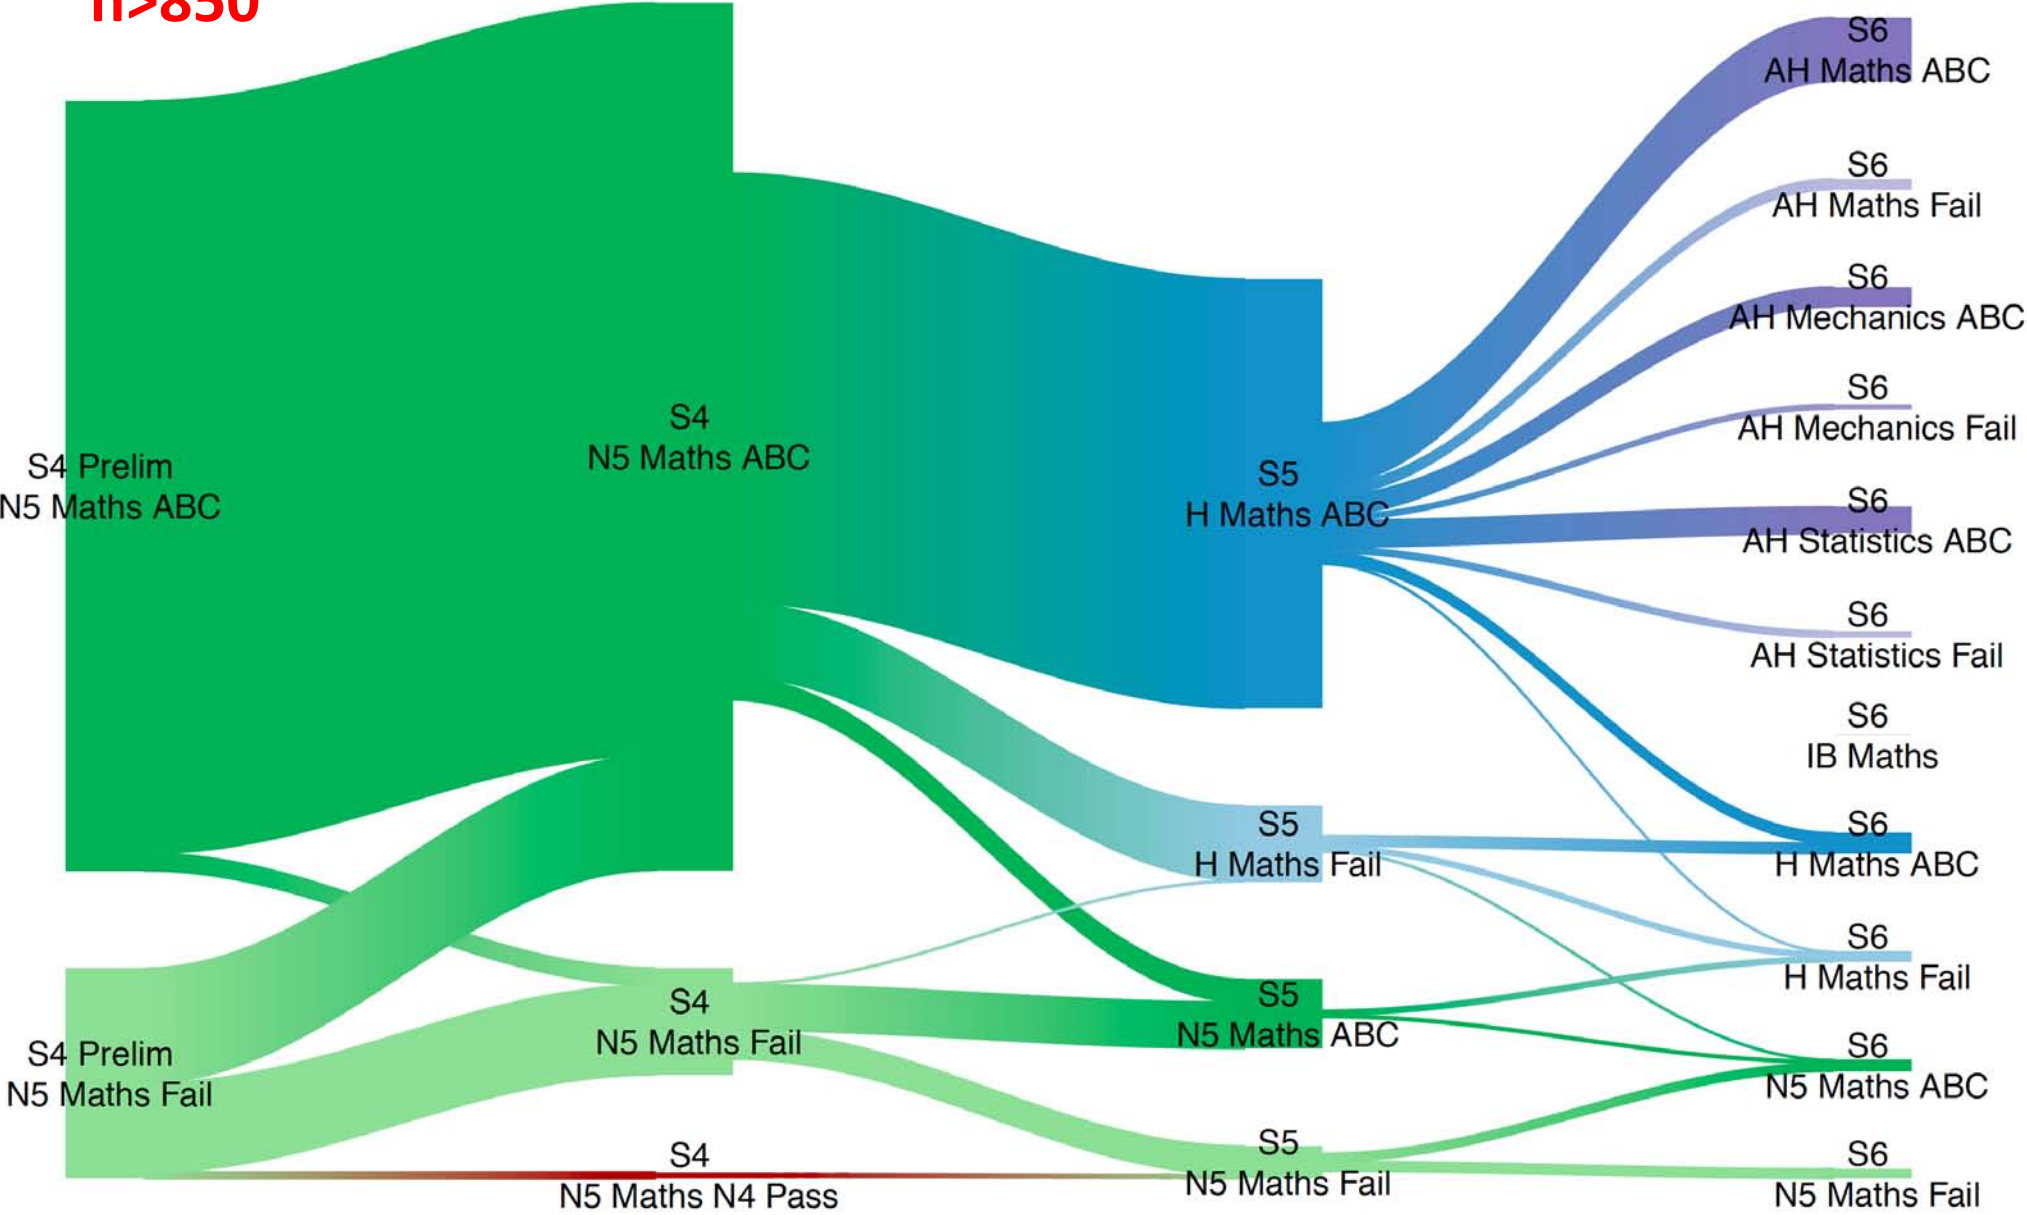 n>850
S4 Prelim
N5 Maths ABC
S4 Prelim
N5 Maths Fail
S4
N5 Maths ABC
S4
N5 Maths Fail
S4
N5 Maths N4 Pass
S5
H Maths ABC
S5
H Maths Fail
S5
N5 Maths ABC
S5
N5 Maths Fail
S6
AH Maths ABC
S6
AH Maths Fail
S6
AH Mechanics ABC
S6
AH Mechanics Fail
S6
AH Statistics ABC
S6
AH Statistics Fail
S6
IB Maths
S6
H Maths ABC
S6
H Maths Fail
S6
N5 Maths ABC
S6
N5 Maths Fail